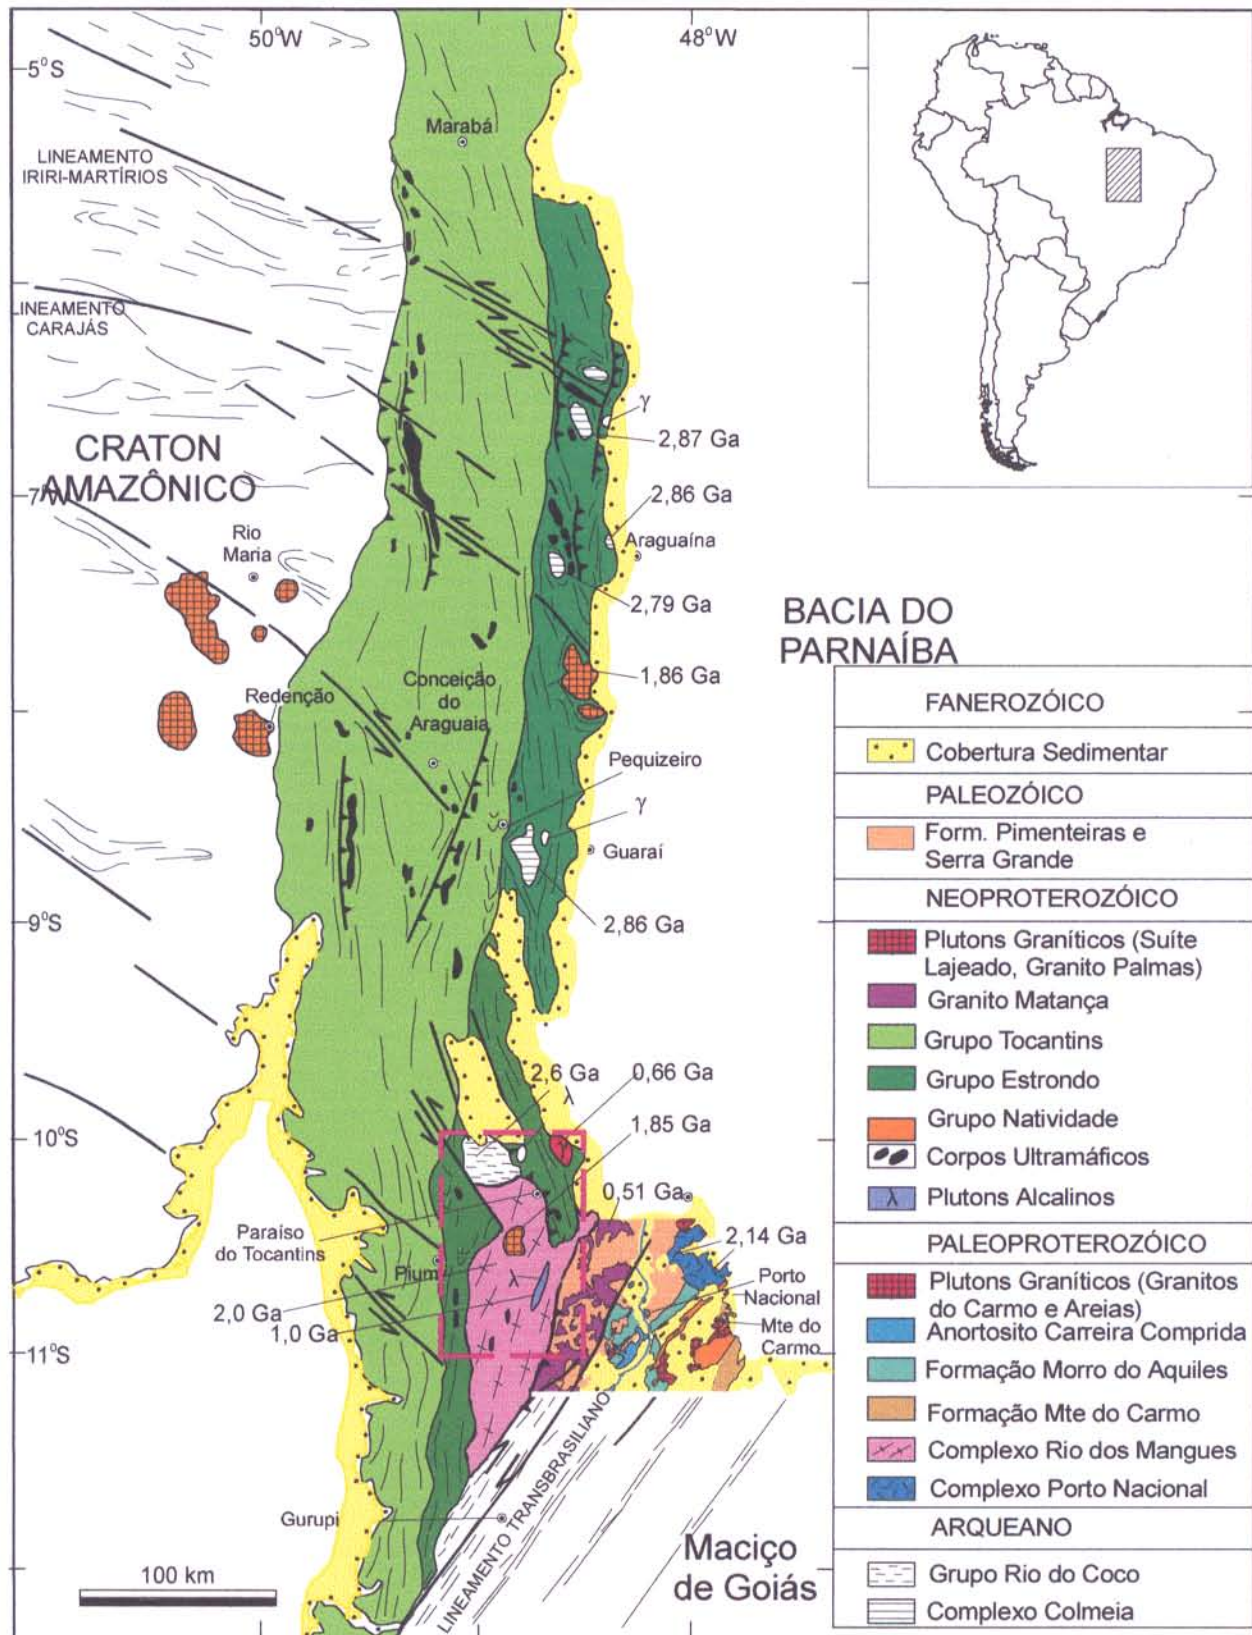 50°W
48°W
5°S
Marabá
LINEAMENTO
IRIRI-MARTÍRIOS
LINEAMENTO
CARAJÁS
γ
2,87 Ga
CRATON
AMAZÔNICO
7°
2,86 Ga
Rio
Maria
Araguaína
2,79 Ga
BACIA DO
PARNAÍBA
1,86 Ga
Redenção
Conceição
do
Araguaia
Pequizeiro
γ
Guaraí
2,86 Ga
9°S
2,6 Ga
λ
0,66 Ga
1,85 Ga
10°S
0,51 Ga
Paraíso
do Tocantins
Pium
λ
2,14 Ga
Porto
Nacional
2,0 Ga
1,0 Ga
Mte do
Carmo
11°S
LINEAMENTO TRANSBRASILIANO
Gurupi
Maciço
de Goiás
100 km
FANEROZÓICO
Cobertura Sedimentar
PALEOZÓICO
Form. Pimenteiras e
Serra Grande
NEOPROTEROZÓICO
Plutons Graníticos (Suíte
Lajeado, Granito Palmas)
Granito Matança
Grupo Tocantins
Grupo Estrondo
Grupo Natividade
Corpos Ultramáficos
λ Plutons Alcalinos
PALEOPROTEROZÓICO
Plutons Graníticos (Granitos
do Carmo e Areias)
Anortosito Carreira Comprida
Formação Morro do Aquiles
Formação Mte do Carmo
Complexo Rio dos Mangues
Complexo Porto Nacional
ARQUEANO
Grupo Rio do Coco
Complexo Colmeia